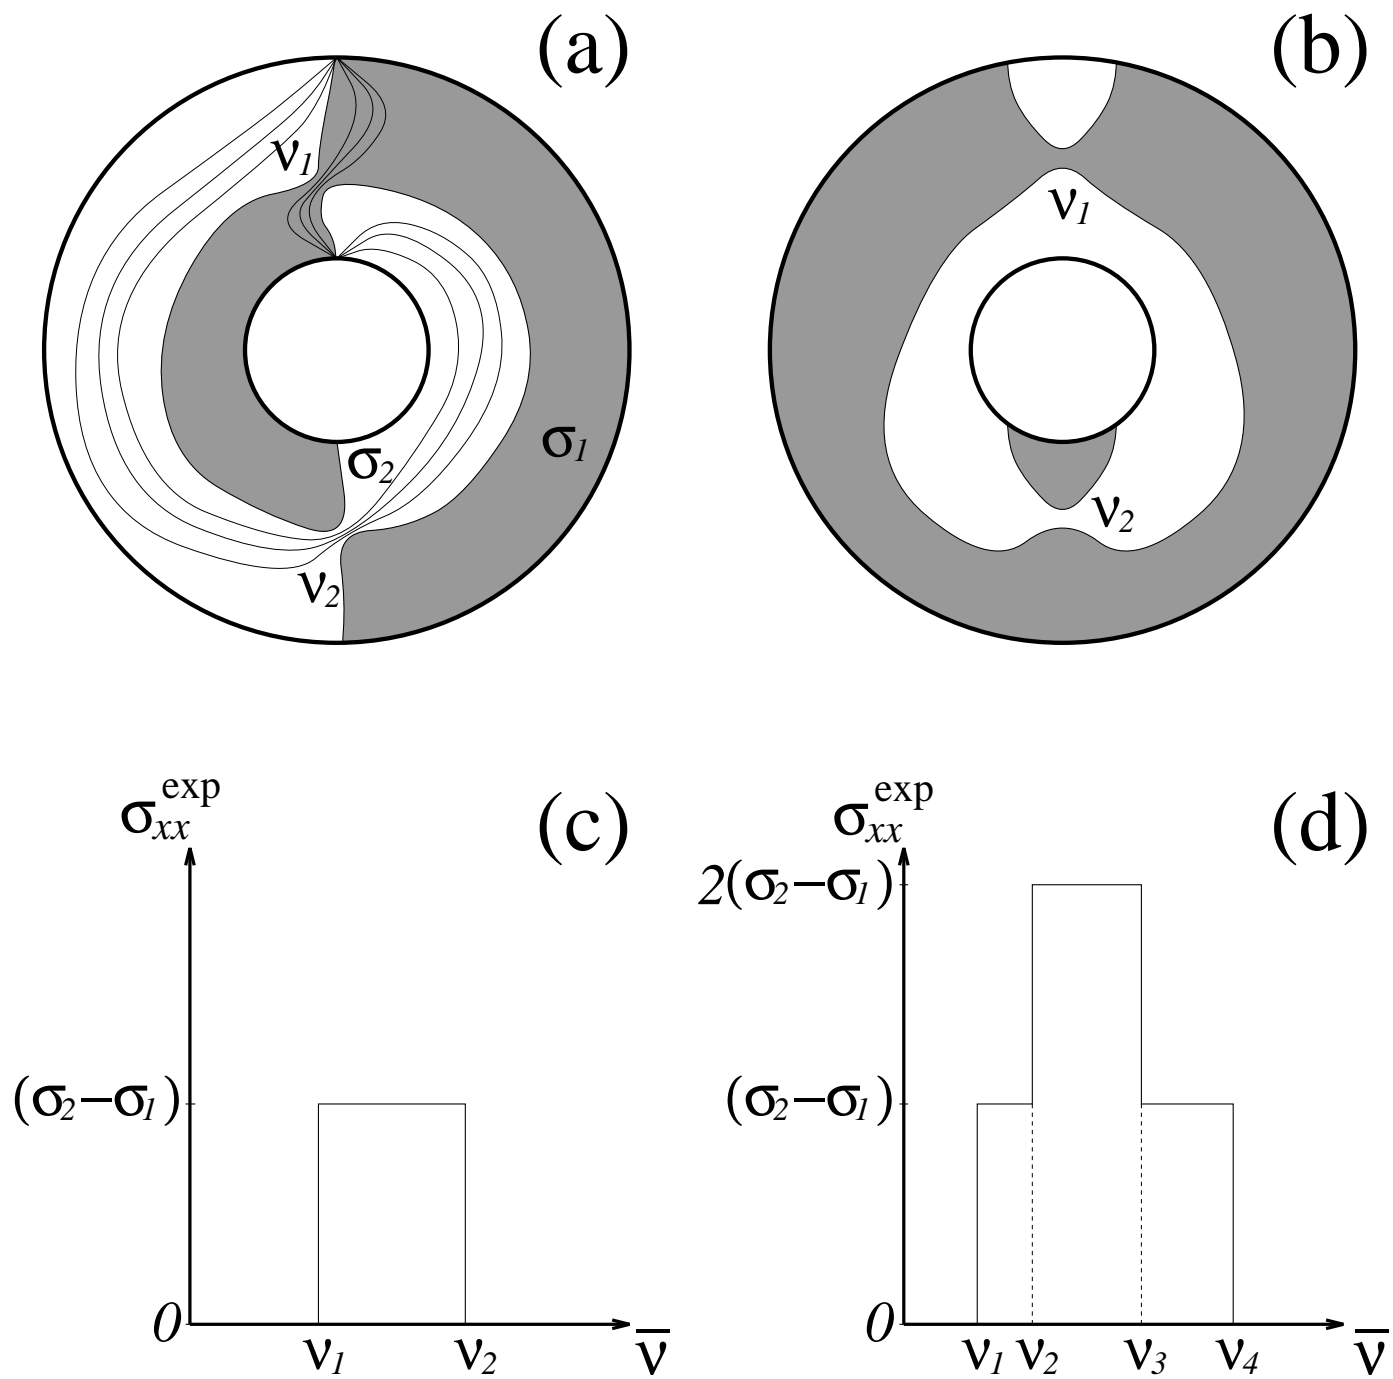 (a)
(b)
ν1
ν1
σ1
σ2
ν2
ν2
σxx^exp
(c)
σxx^exp
(d)
2(σ2−σ1)
(σ2−σ1)
(σ2−σ1)
0
0
ν1 ν2 ν̅
ν1 ν2 ν3 ν4 ν̅